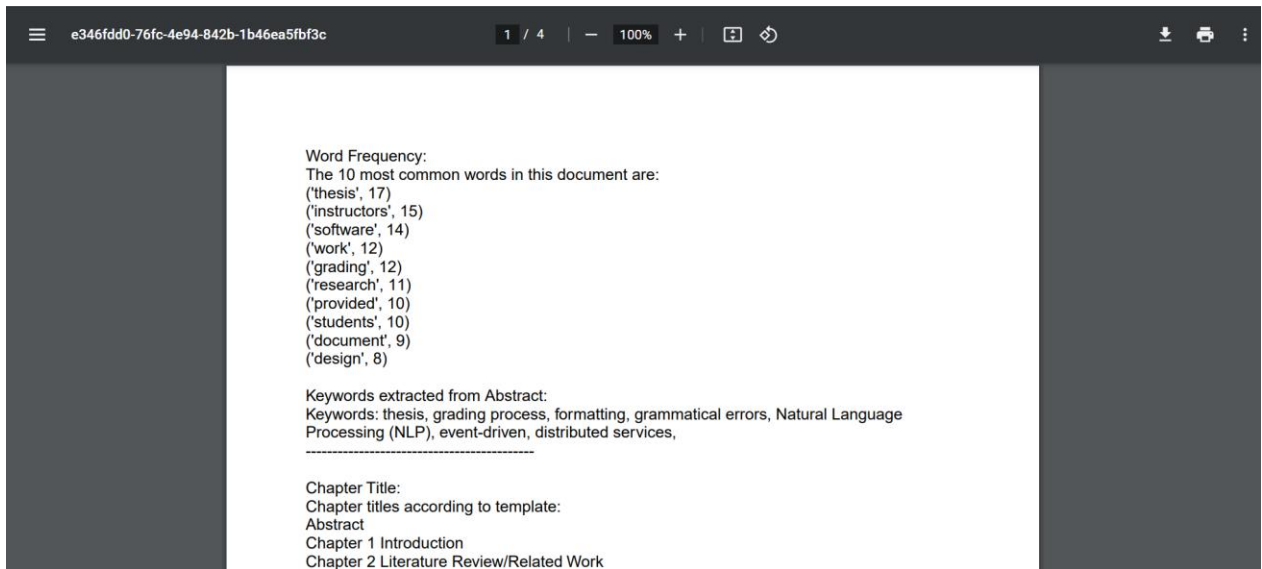 e346fdd0-76fc-4e94-842b-1b46ea5fbf3c 1 / 4 | − 100% + |
Word Frequency:
The 10 most common words in this document are:
('thesis', 17)
('instructors', 15)
('software', 14)
('work', 12)
('grading', 12)
('research', 11)
('provided', 10)
('students', 10)
('document', 9)
('design', 8)
Keywords extracted from Abstract:
Keywords: thesis, grading process, formatting, grammatical errors, Natural Language
Processing (NLP), event-driven, distributed services,
-------------------------------------------
Chapter Title:
Chapter titles according to template:
Abstract
Chapter 1 Introduction
Chapter 2 Literature Review/Related Work